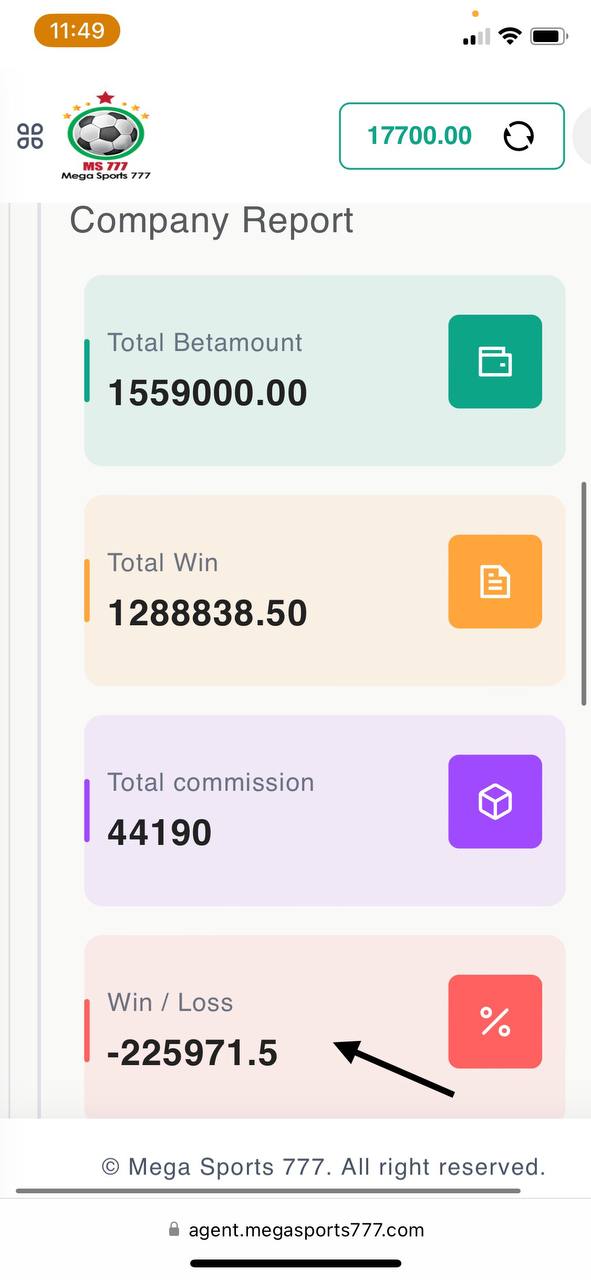 11:49
MS 777
Mega Sports 777
17700.00
Company Report
Total Betamount
1559000.00
Total Win
1288838.50
Total commission
44190
Win / Loss
-225971.5
© Mega Sports 777. All right reserved.
agent.megasports777.com